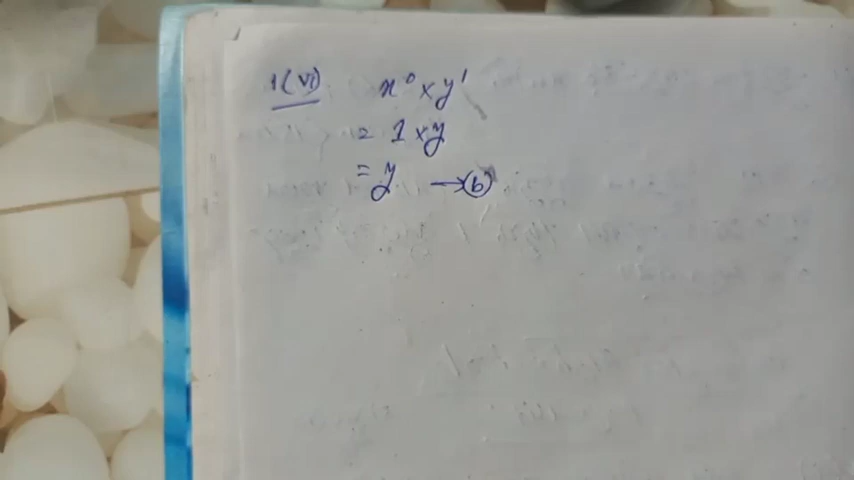 1(vi) x⁰ × y¹
= 1 × y
= y → (b)